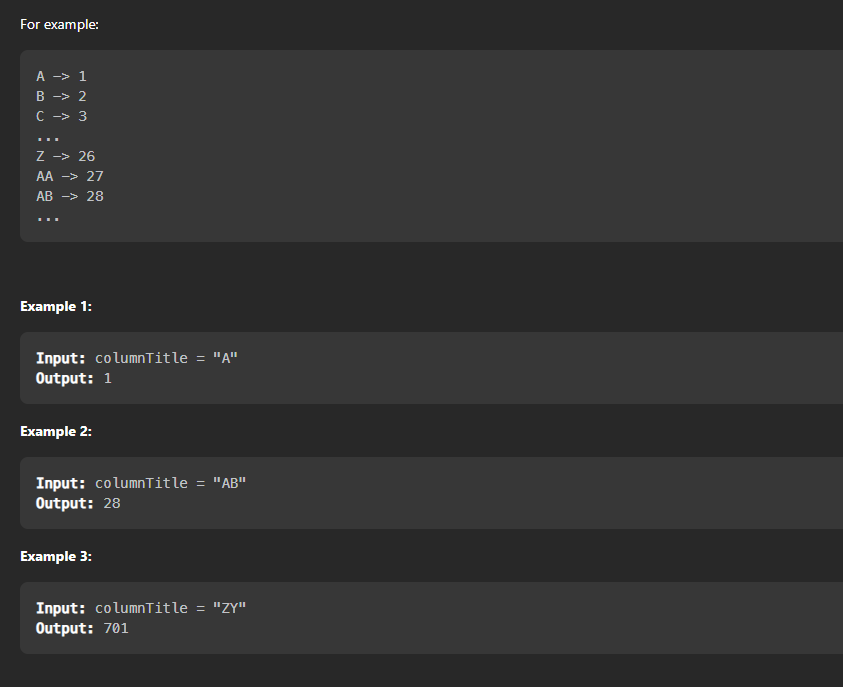 For example:
A -> 1
B -> 2
C -> 3
...
Z -> 26
AA -> 27
AB -> 28
...
Example 1:
Input: columnTitle = "A"
Output: 1
Example 2:
Input: columnTitle = "AB"
Output: 28
Example 3:
Input: columnTitle = "ZY"
Output: 701